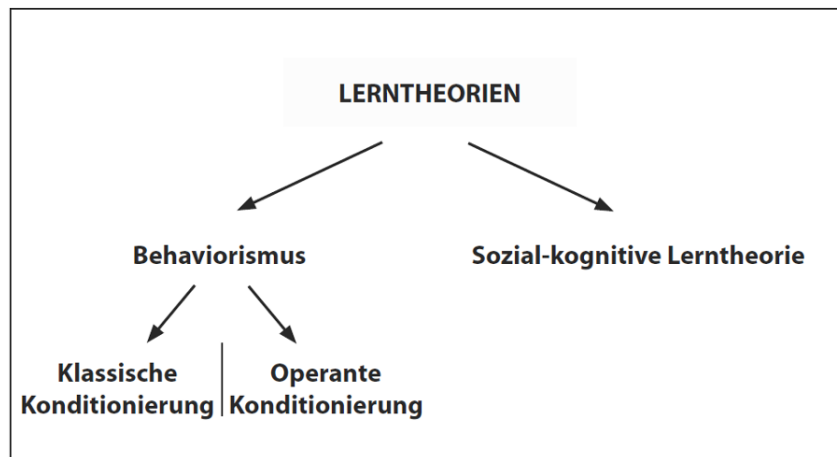 LERNTHEORIEN
Behaviorismus
Sozial-kognitive Lerntheorie
Klassische
Konditionierung
Operante
Konditionierung